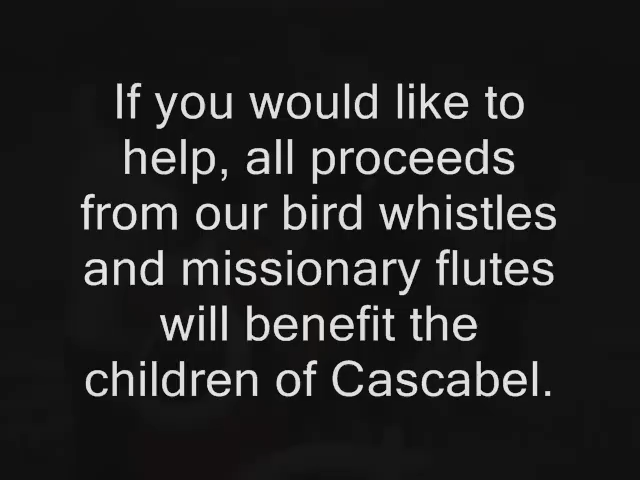 If you would like to
help, all proceeds
from our bird whistles
and missionary flutes
will benefit the
children of Cascabel.